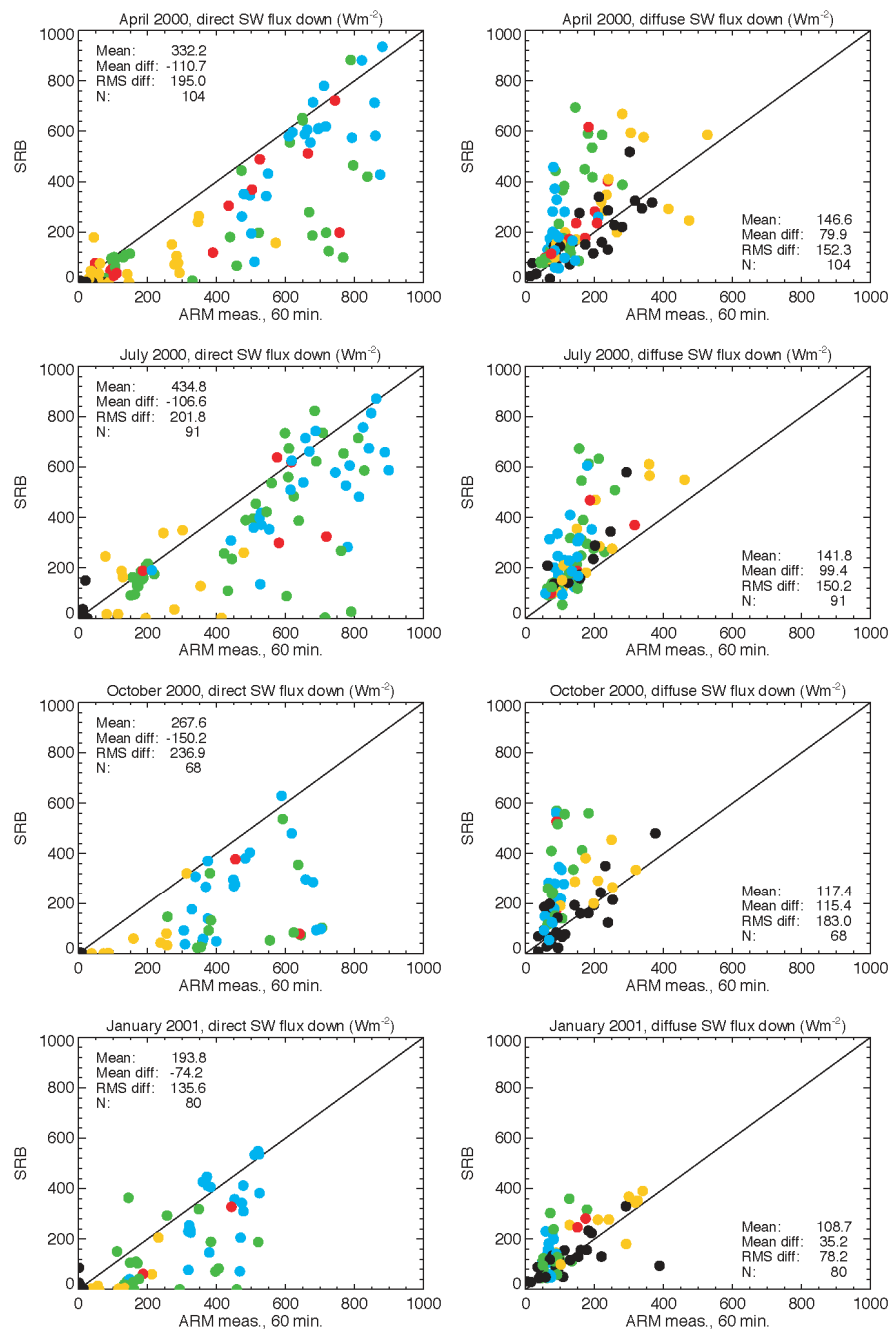 April 2000, direct SW flux down (Wm-2)
1000
800
600
400
200
0
SRB
Mean: 332.2
Mean diff: -110.7
RMS diff: 195.0
N: 104
0 200 400 600 800 1000
ARM meas., 60 min.
April 2000, diffuse SW flux down (Wm-2)
1000
800
600
400
200
0
SRB
Mean: 146.6
Mean diff: 79.9
RMS diff: 152.3
N: 104
0 200 400 600 800 1000
ARM meas., 60 min.
July 2000, direct SW flux down (Wm-2)
1000
800
600
400
200
0
SRB
Mean: 434.8
Mean diff: -106.6
RMS diff: 201.8
N: 91
0 200 400 600 800 1000
ARM meas., 60 min.
July 2000, diffuse SW flux down (Wm-2)
1000
800
600
400
200
0
SRB
Mean: 141.8
Mean diff: 99.4
RMS diff: 150.2
N: 91
0 200 400 600 800 1000
ARM meas., 60 min.
October 2000, direct SW flux down (Wm-2)
1000
800
600
400
200
0
SRB
Mean: 267.6
Mean diff: -150.2
RMS diff: 236.9
N: 68
0 200 400 600 800 1000
ARM meas., 60 min.
October 2000, diffuse SW flux down (Wm-2)
1000
800
600
400
200
0
SRB
Mean: 117.4
Mean diff: 115.4
RMS diff: 183.0
N: 68
0 200 400 600 800 1000
ARM meas., 60 min.
January 2001, direct SW flux down (Wm-2)
1000
800
600
400
200
0
SRB
Mean: 193.8
Mean diff: -74.2
RMS diff: 135.6
N: 80
0 200 400 600 800 1000
ARM meas., 60 min.
January 2001, diffuse SW flux down (Wm-2)
1000
800
600
400
200
0
SRB
Mean: 108.7
Mean diff: 35.2
RMS diff: 78.2
N: 80
0 200 400 600 800 1000
ARM meas., 60 min.